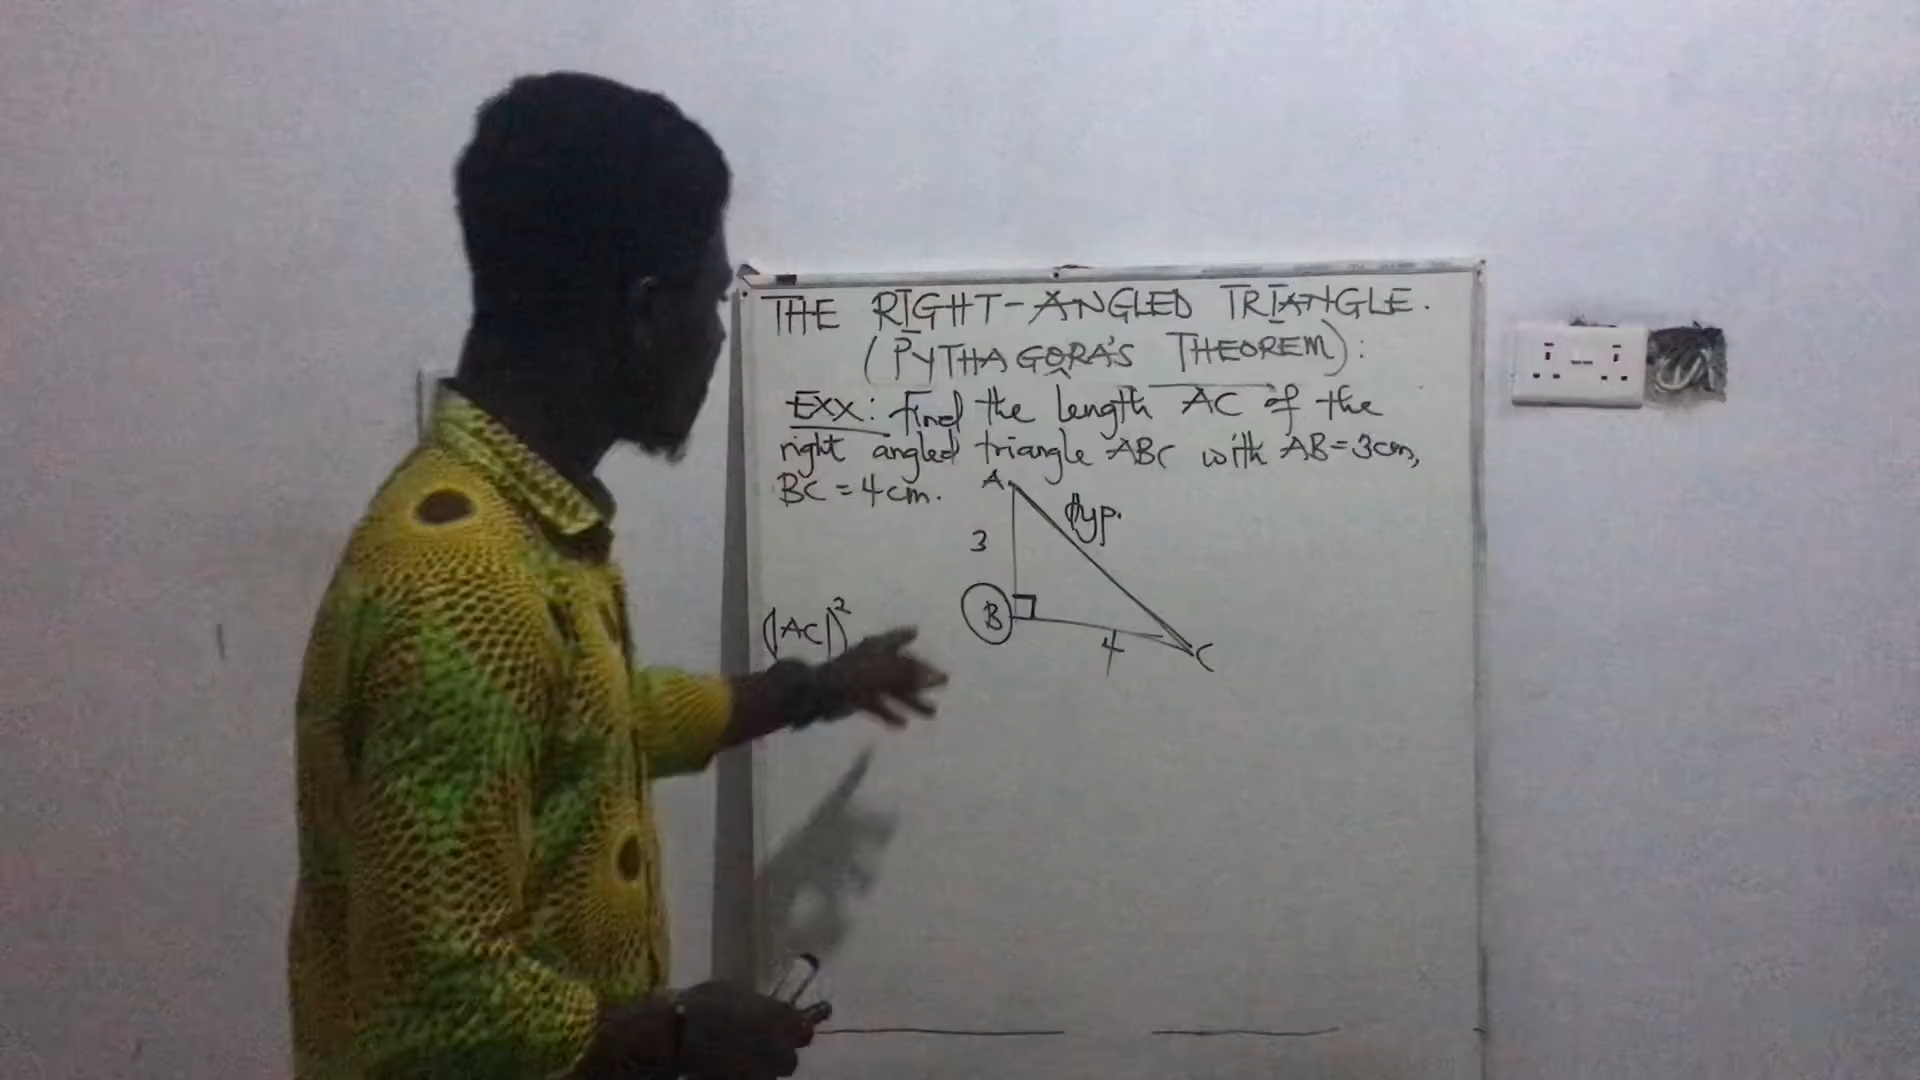 THE RIGHT-ANGLED TRIANGLE.
(PYTHAGORA'S THEOREM):
Exx: find the length AC of the
right angled triangle ABC with AB=3cm,
BC = 4cm.
A
hyp.
3
B
4
C
(|AC|)²